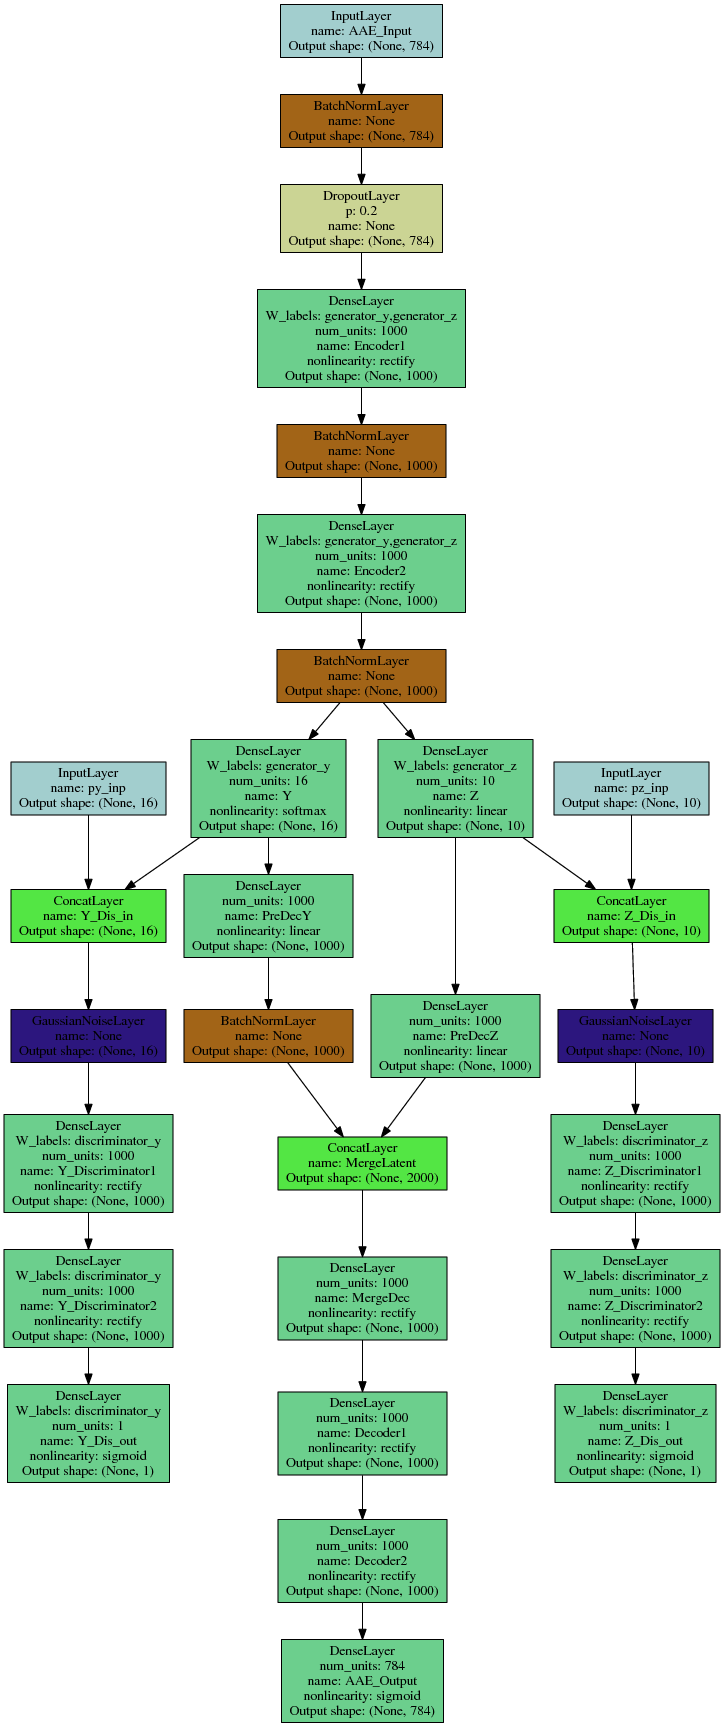 InputLayer
name: AAE_Input
Output shape: (None, 784)
BatchNormLayer
name: None
Output shape: (None, 784)
DropoutLayer
p: 0.2
name: None
Output shape: (None, 784)
DenseLayer
W_labels: generator_y,generator_z
num_units: 1000
name: Encoder1
nonlinearity: rectify
Output shape: (None, 1000)
BatchNormLayer
name: None
Output shape: (None, 1000)
DenseLayer
W_labels: generator_y,generator_z
num_units: 1000
name: Encoder2
nonlinearity: rectify
Output shape: (None, 1000)
BatchNormLayer
name: None
Output shape: (None, 1000)
InputLayer
name: py_inp
Output shape: (None, 16)
DenseLayer
W_labels: generator_y
num_units: 16
name: Y
nonlinearity: softmax
Output shape: (None, 16)
DenseLayer
W_labels: generator_z
num_units: 10
name: Z
nonlinearity: linear
Output shape: (None, 10)
InputLayer
name: pz_inp
Output shape: (None, 10)
ConcatLayer
name: Y_Dis_in
Output shape: (None, 16)
DenseLayer
num_units: 1000
name: PreDecY
nonlinearity: linear
Output shape: (None, 1000)
ConcatLayer
name: Z_Dis_in
Output shape: (None, 10)
GaussianNoiseLayer
name: None
Output shape: (None, 16)
BatchNormLayer
name: None
Output shape: (None, 1000)
DenseLayer
num_units: 1000
name: PreDecZ
nonlinearity: linear
Output shape: (None, 1000)
GaussianNoiseLayer
name: None
Output shape: (None, 10)
DenseLayer
W_labels: discriminator_y
num_units: 1000
name: Y_Discriminator1
nonlinearity: rectify
Output shape: (None, 1000)
ConcatLayer
name: MergeLatent
Output shape: (None, 2000)
DenseLayer
W_labels: discriminator_z
num_units: 1000
name: Z_Discriminator1
nonlinearity: rectify
Output shape: (None, 1000)
DenseLayer
W_labels: discriminator_y
num_units: 1000
name: Y_Discriminator2
nonlinearity: rectify
Output shape: (None, 1000)
DenseLayer
num_units: 1000
name: MergeDec
nonlinearity: rectify
Output shape: (None, 1000)
DenseLayer
W_labels: discriminator_z
num_units: 1000
name: Z_Discriminator2
nonlinearity: rectify
Output shape: (None, 1000)
DenseLayer
W_labels: discriminator_y
num_units: 1
name: Y_Dis_out
nonlinearity: sigmoid
Output shape: (None, 1)
DenseLayer
num_units: 1000
name: Decoder1
nonlinearity: rectify
Output shape: (None, 1000)
DenseLayer
W_labels: discriminator_z
num_units: 1
name: Z_Dis_out
nonlinearity: sigmoid
Output shape: (None, 1)
DenseLayer
num_units: 1000
name: Decoder2
nonlinearity: rectify
Output shape: (None, 1000)
DenseLayer
num_units: 784
name: AAE_Output
nonlinearity: sigmoid
Output shape: (None, 784)